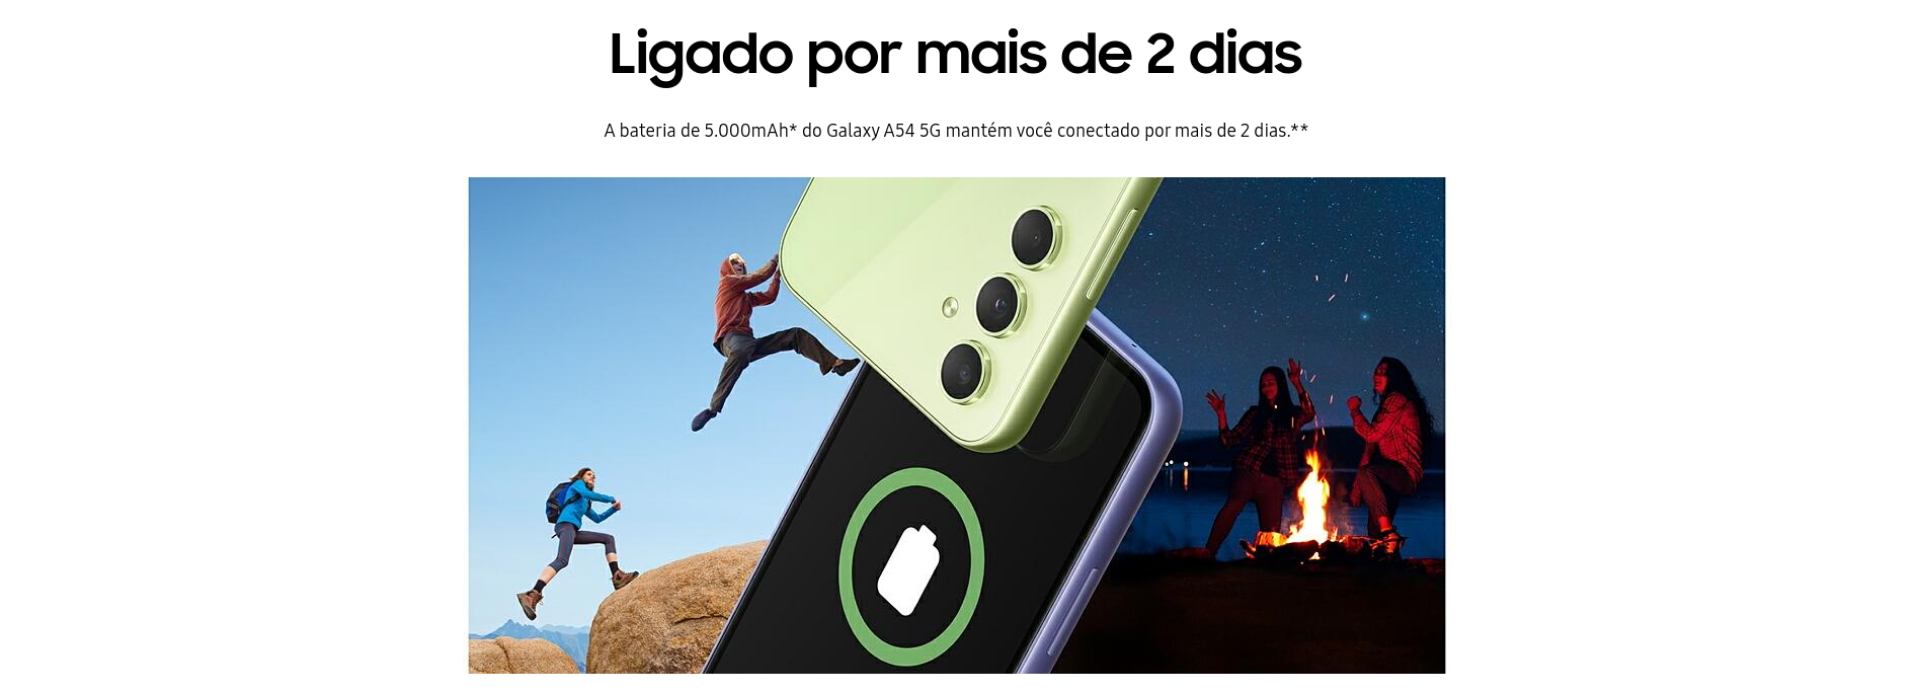 Ligado por mais de 2 dias
A bateria de 5.000mAh* do Galaxy A54 5G mantém você conectado por mais de 2 dias.**